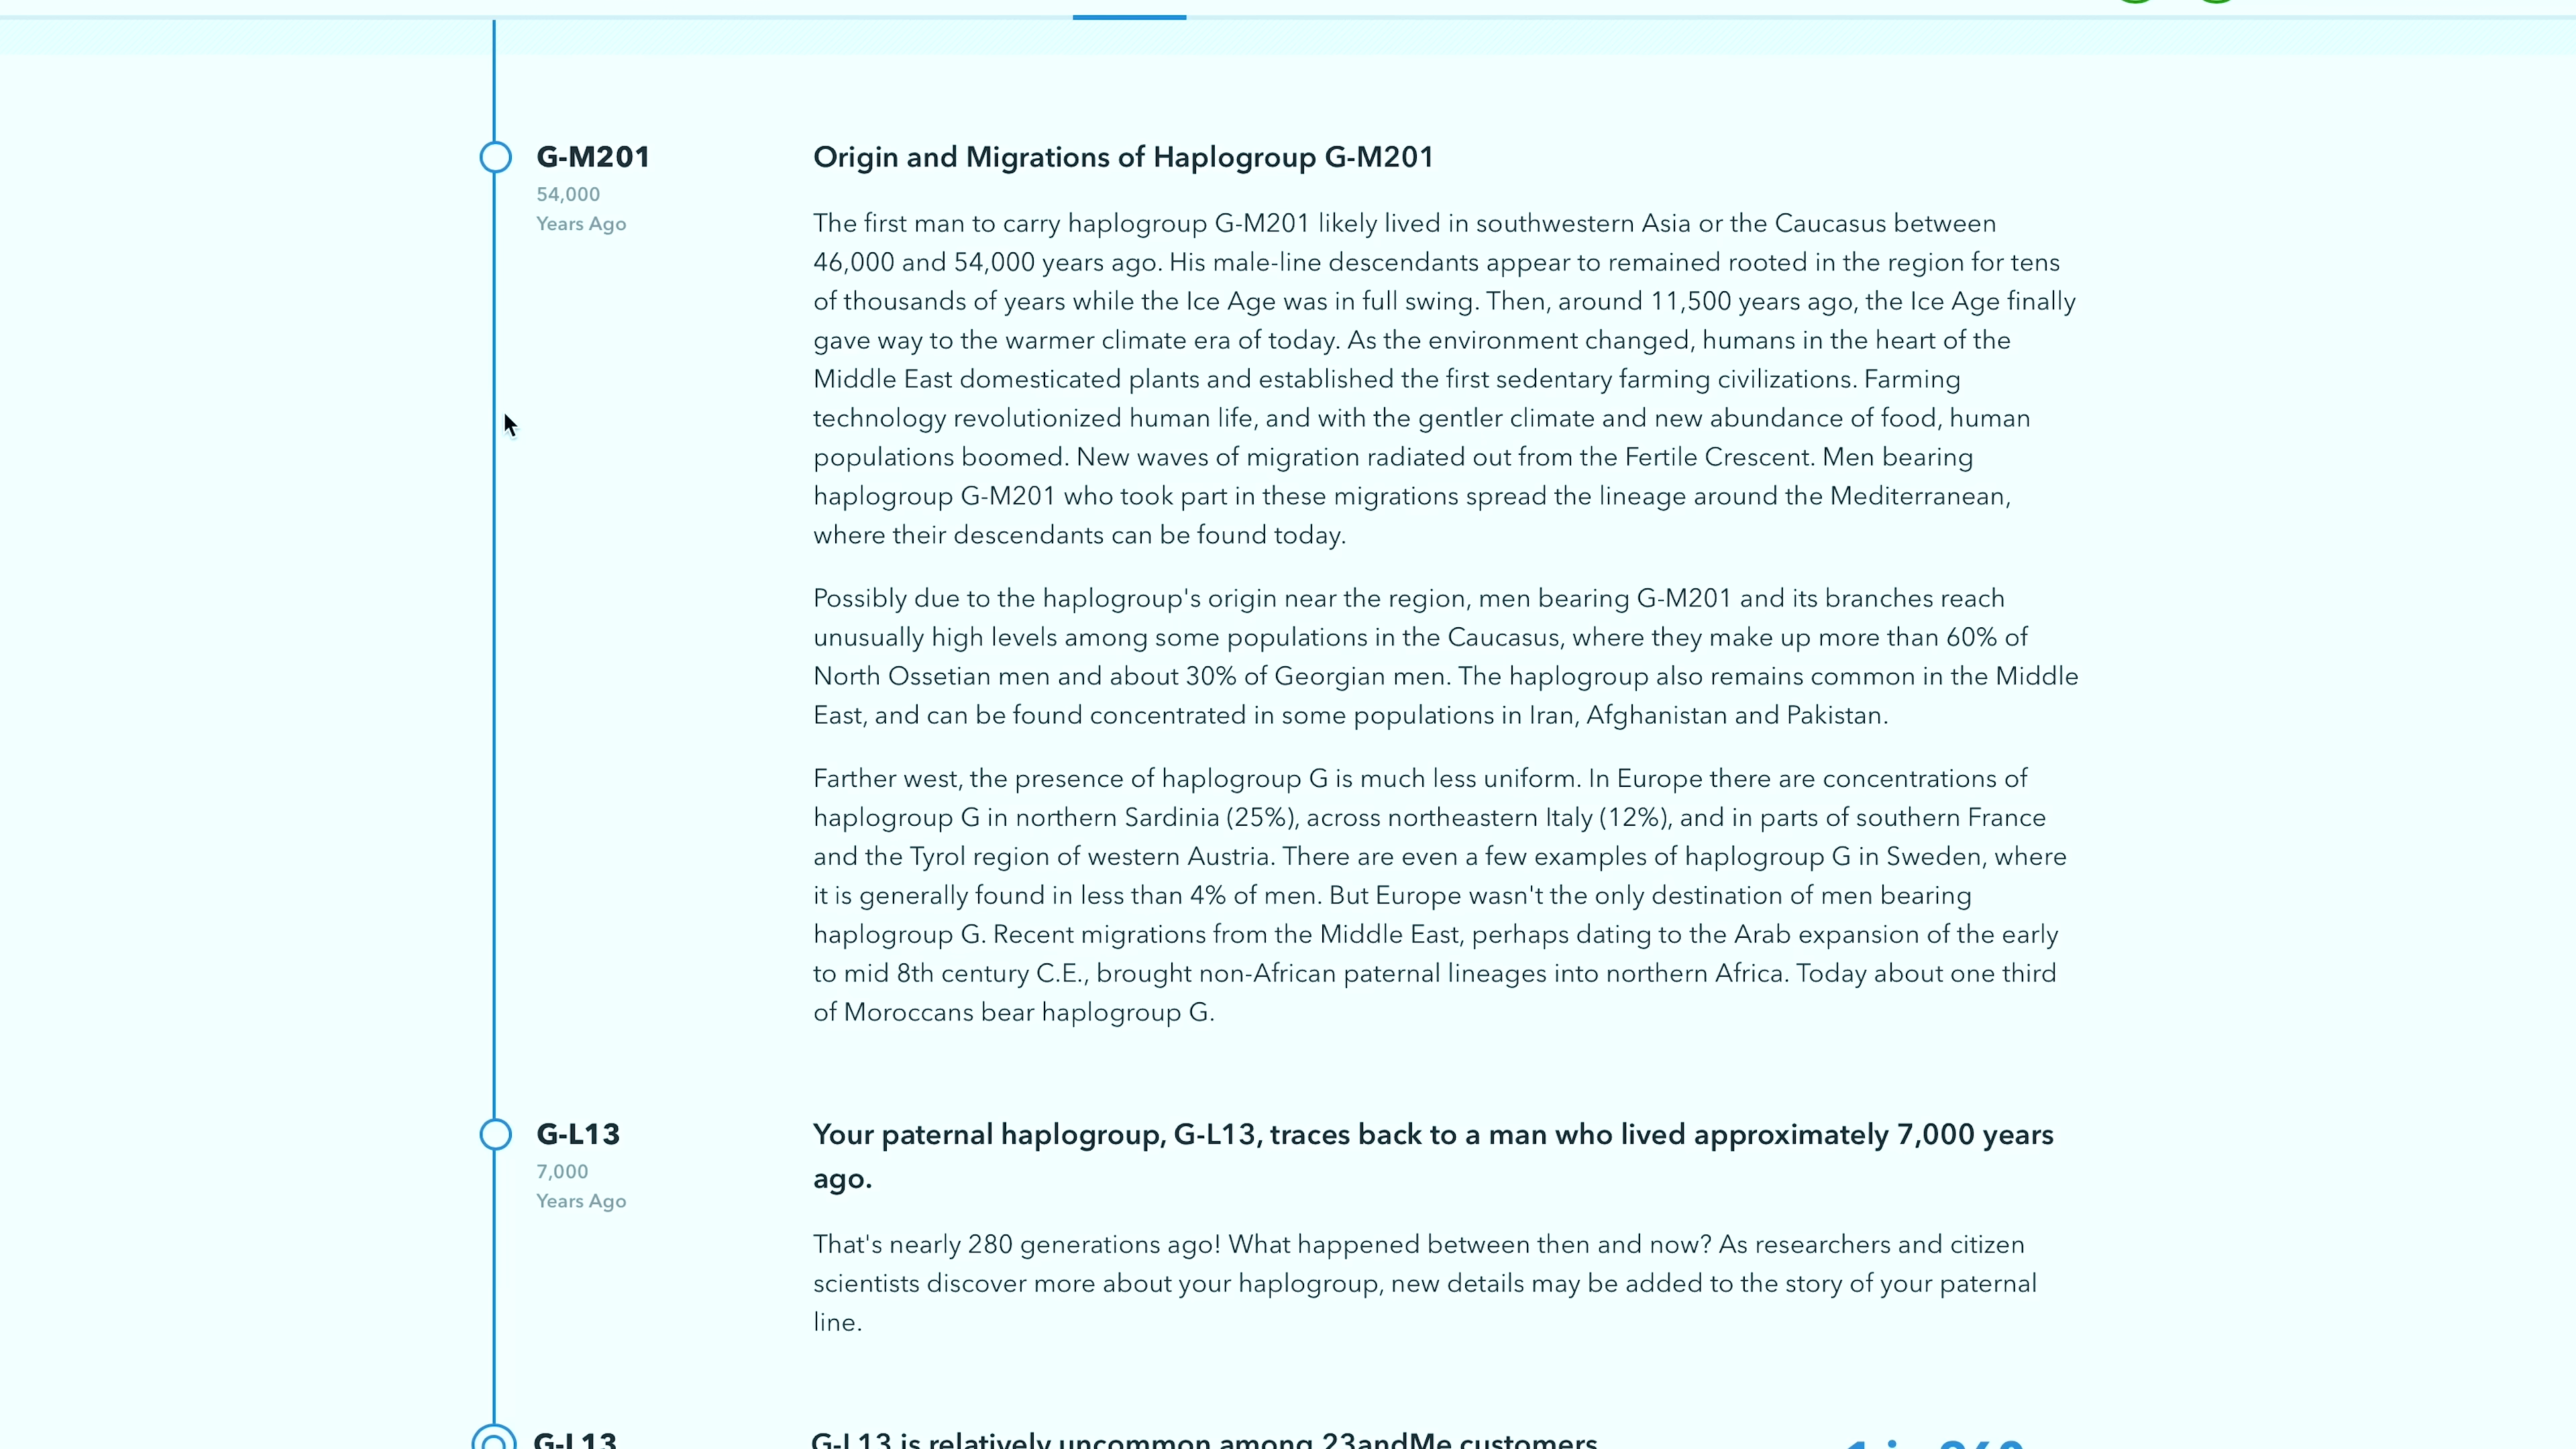 G-M201
54,000
Years Ago
Origin and Migrations of Haplogroup G-M201
The first man to carry haplogroup G-M201 likely lived in southwestern Asia or the Caucasus between
46,000 and 54,000 years ago. His male-line descendants appear to remained rooted in the region for tens
of thousands of years while the Ice Age was in full swing. Then, around 11,500 years ago, the Ice Age finally
gave way to the warmer climate era of today. As the environment changed, humans in the heart of the
Middle East domesticated plants and established the first sedentary farming civilizations. Farming
technology revolutionized human life, and with the gentler climate and new abundance of food, human
populations boomed. New waves of migration radiated out from the Fertile Crescent. Men bearing
haplogroup G-M201 who took part in these migrations spread the lineage around the Mediterranean,
where their descendants can be found today.
Possibly due to the haplogroup's origin near the region, men bearing G-M201 and its branches reach
unusually high levels among some populations in the Caucasus, where they make up more than 60% of
North Ossetian men and about 30% of Georgian men. The haplogroup also remains common in the Middle
East, and can be found concentrated in some populations in Iran, Afghanistan and Pakistan.
Farther west, the presence of haplogroup G is much less uniform. In Europe there are concentrations of
haplogroup G in northern Sardinia (25%), across northeastern Italy (12%), and in parts of southern France
and the Tyrol region of western Austria. There are even a few examples of haplogroup G in Sweden, where
it is generally found in less than 4% of men. But Europe wasn't the only destination of men bearing
haplogroup G. Recent migrations from the Middle East, perhaps dating to the Arab expansion of the early
to mid 8th century C.E., brought non-African paternal lineages into northern Africa. Today about one third
of Moroccans bear haplogroup G.
G-L13
7,000
Years Ago
Your paternal haplogroup, G-L13, traces back to a man who lived approximately 7,000 years
ago.
That's nearly 280 generations ago! What happened between then and now? As researchers and citizen
scientists discover more about your haplogroup, new details may be added to the story of your paternal
line.
G-L13
G-L13 is relatively uncommon among 23andMe customers